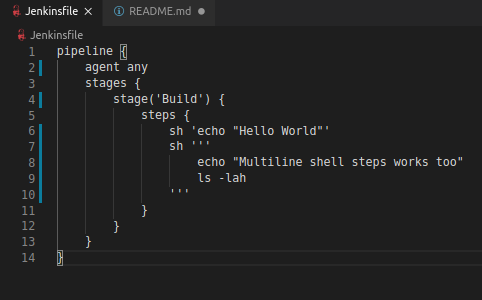 Jenkinsfile × README.md ●
Jenkinsfile
1 pipeline {
2     agent any
3     stages {
4         stage('Build') {
5             steps {
6                 sh 'echo "Hello World"'
7                 sh '''
8                     echo "Multiline shell steps works too"
9                     ls -lah
10                 '''
11             }
12         }
13     }
14 }